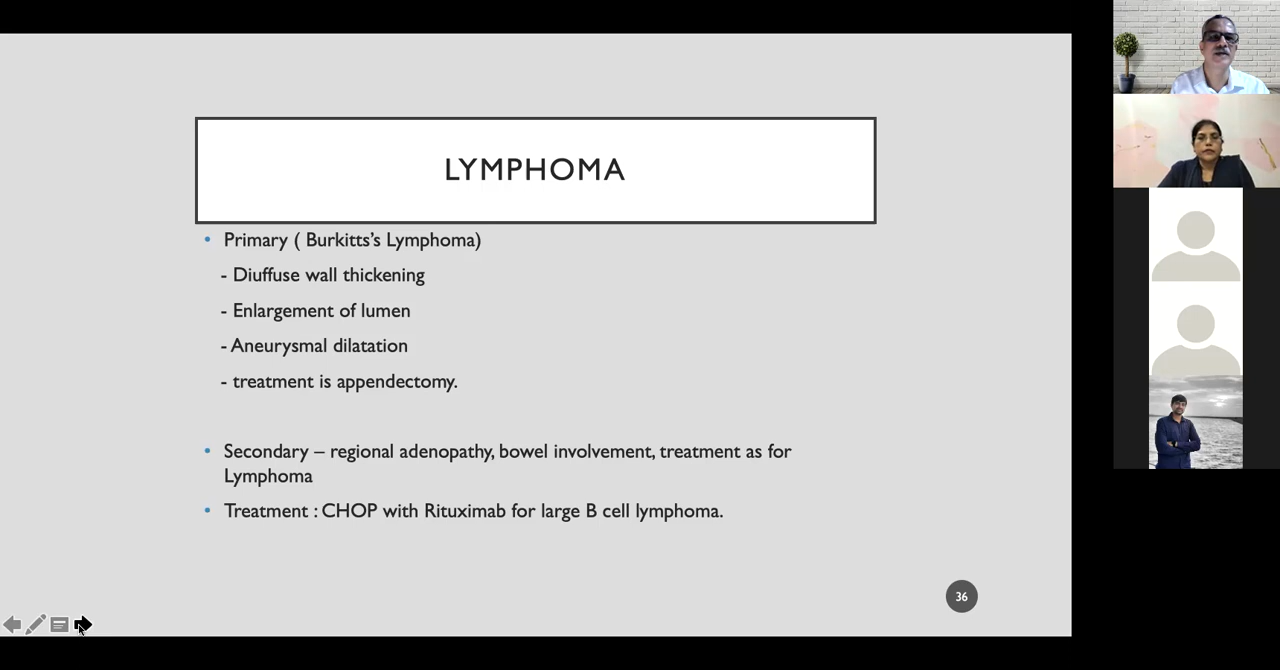 LYMPHOMA
• Primary ( Burkitts’s Lymphoma)
- Diuffuse wall thickening
- Enlargement of lumen
- Aneurysmal dilatation
- treatment is appendectomy.
• Secondary – regional adenopathy, bowel involvement, treatment as for
Lymphoma
• Treatment : CHOP with Rituximab for large B cell lymphoma.
36